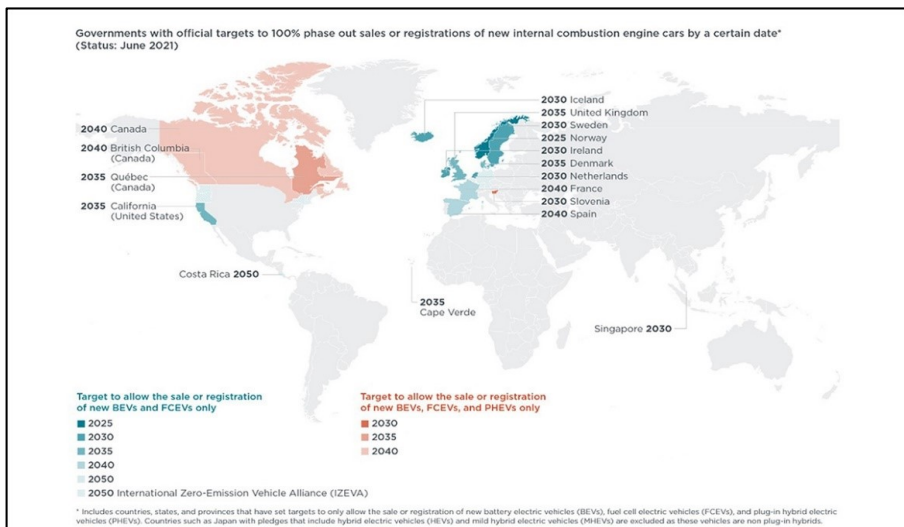 Governments with official targets to 100% phase out sales or registrations of new internal combustion engine cars by a certain date*
(Status: June 2021)
2040 Canada
2040 British Columbia
(Canada)
2035 Québec
(Canada)
2035 California
(United States)
Costa Rica 2050
2030 Iceland
2035 United Kingdom
2030 Sweden
2025 Norway
2030 Ireland
2035 Denmark
2030 Netherlands
2040 France
2030 Slovenia
2040 Spain
2035
Cape Verde
Singapore 2030
Target to allow the sale or registration
of new BEVs and FCEVs only
2025
2030
2035
2040
2050
2050 International Zero-Emission Vehicle Alliance (IZEVA)
Target to allow the sale or registration
of new BEVs, FCEVs, and PHEVs only
2030
2035
2040
* Includes countries, states, and provinces that have set targets to only allow the sale or registration of new battery electric vehicles (BEVs), fuel cell electric vehicles (FCEVs), and plug-in hybrid electric
vehicles (PHEVs). Countries such as Japan with pledges that include hybrid electric vehicles (HEVs) and mild hybrid electric vehicles (MHEVs) are excluded as these vehicles are non plug-in hybrids.